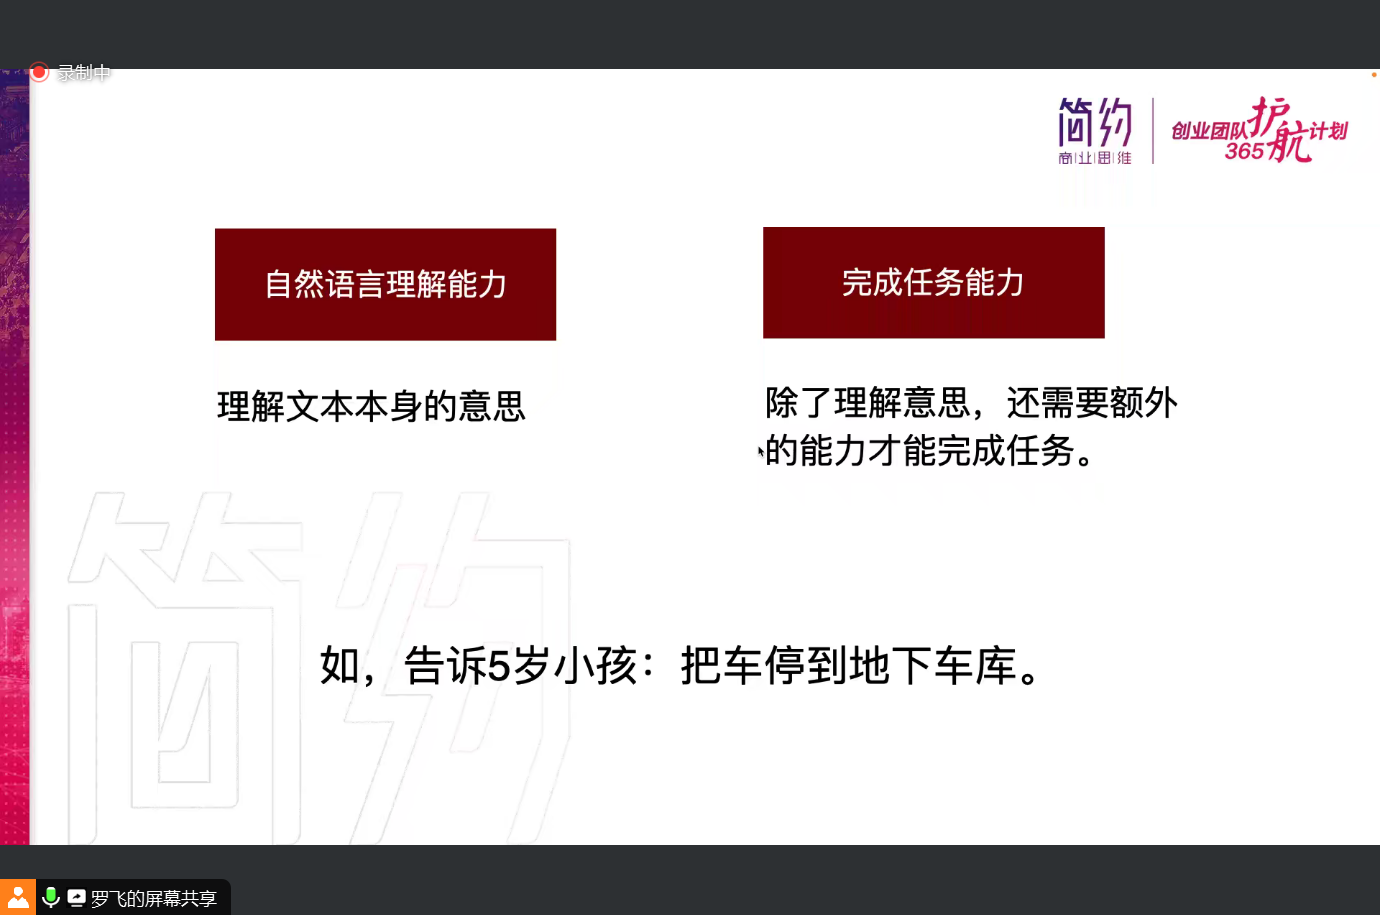 录制中
简约
商业思维
创业团队护航计划
365
自然语言理解能力
完成任务能力
理解文本本身的意思
除了理解意思，还需要额外
的能力才能完成任务。
简约
如，告诉5岁小孩：把车停到地下车库。
罗飞的屏幕共享